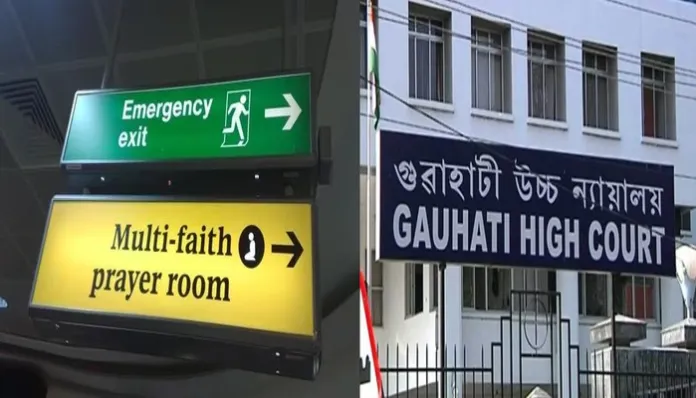 Emergency
exit
Multi-faith
prayer room
গুৱাহাটী উচ্চ ন্যায়ালয়
GAUHATI HIGH COURT